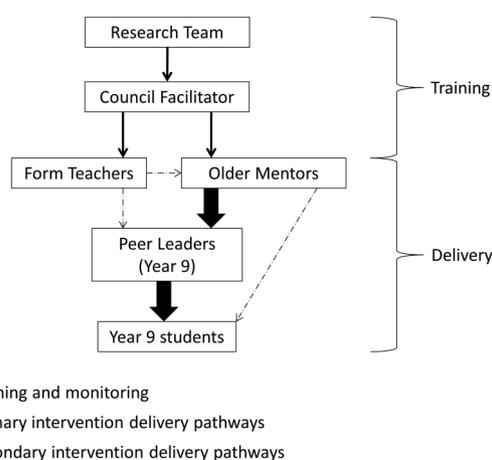 Research Team
Council Facilitator
Training
Form Teachers
Older Mentors
Peer Leaders
(Year 9)
Delivery
Year 9 students
ning and monitoring
nary intervention delivery pathways
ondary intervention delivery pathways